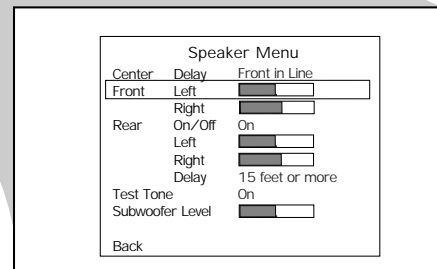 Speaker Menu
Center Delay Front in Line
Front Left
Right
Rear On/Off On
Left
Right
Delay 15 feet or more
Test Tone On
Subwoofer Level
Back